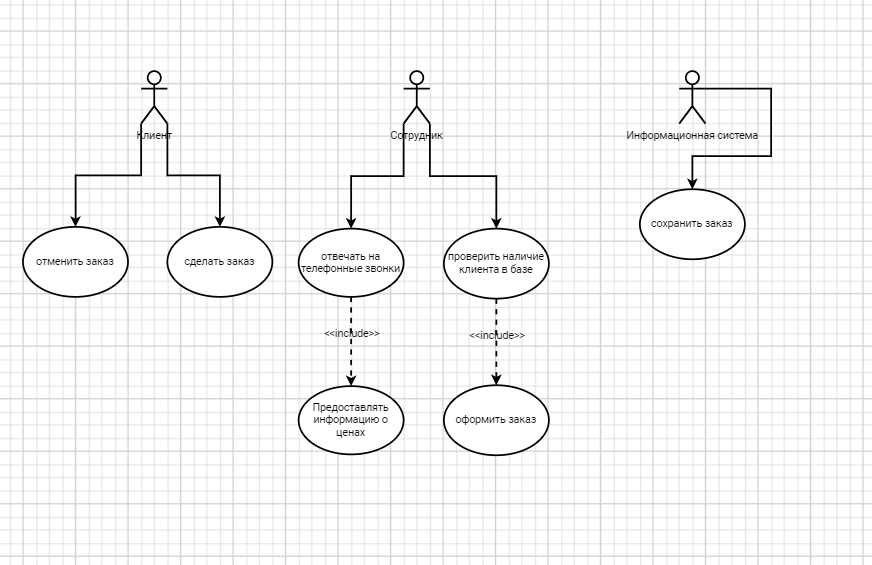 Клиент
Сотрудник
Информационная система
отменить заказ
сделать заказ
отвечать на
телефонные звонки
проверить наличие
клиента в базе
сохранить заказ
<<include>>
<<include>>
Предоставлять
информацию о
ценах
оформить заказ